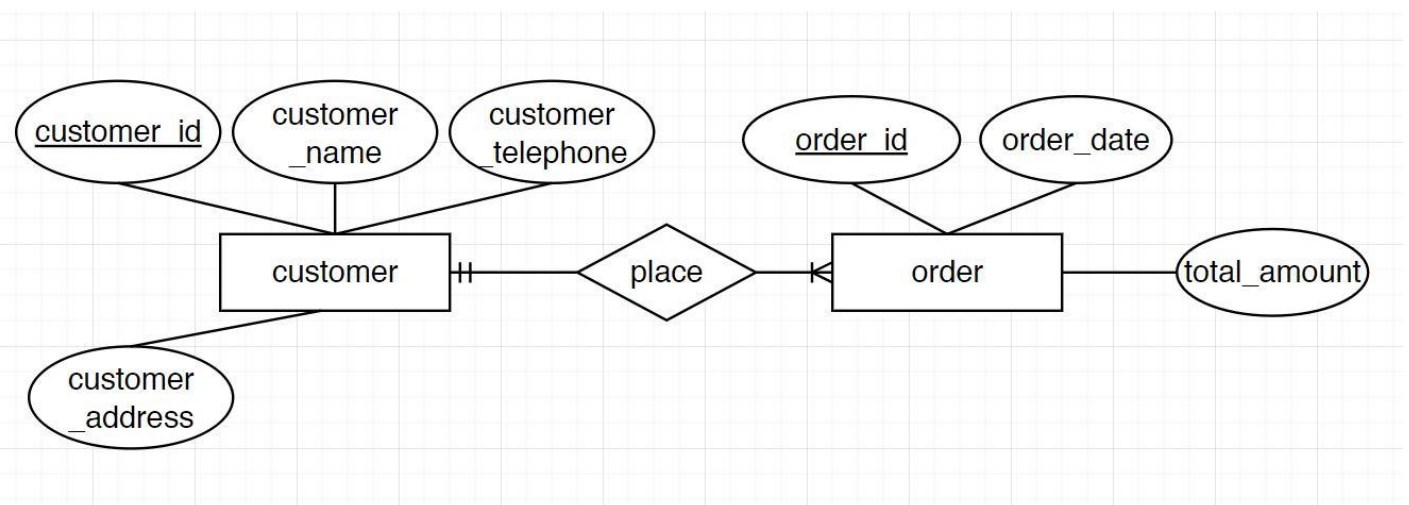 customer_id
customer
_name
customer
_telephone
order_id
order_date
customer
place
order
total_amount
customer
_address